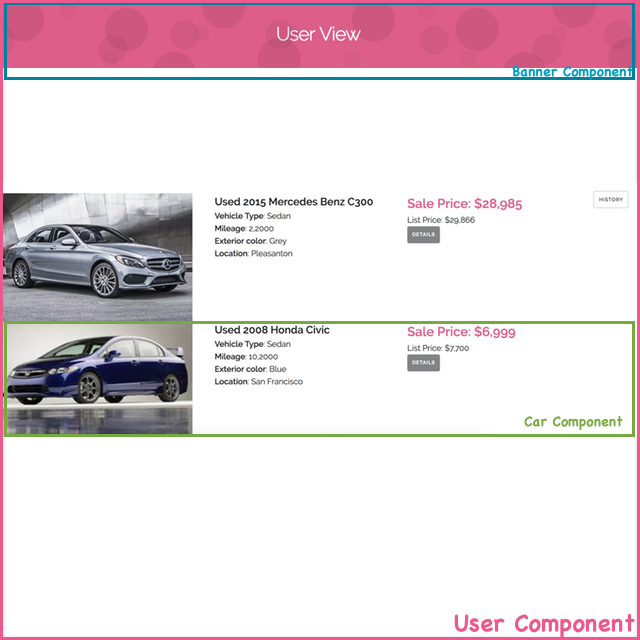 User View
Banner Component
Used 2015 Mercedes Benz C300
Vehicle Type: Sedan
Mileage: 2,2000
Exterior color: Grey
Location: Pleasanton
Sale Price: $28,985
List Price: $29,866
DETAILS
HISTORY
Used 2008 Honda Civic
Vehicle Type: Sedan
Mileage: 10,2000
Exterior color: Blue
Location: San Francisco
Sale Price: $6,999
List Price: $7,700
DETAILS
Car Component
User Component